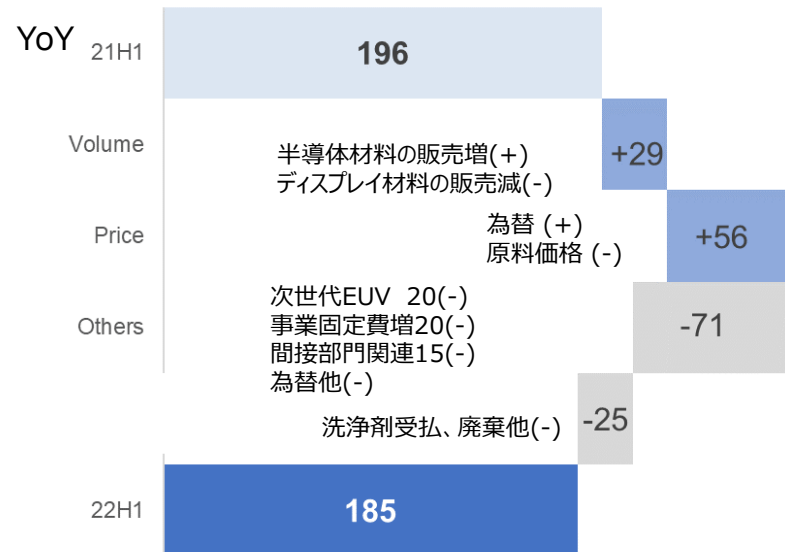 YoY
21H1
196
Volume
半導体材料の販売増(+)
ディスプレイ材料の販売減(-)
+29
Price
為替 (+)
原料価格 (-)
+56
Others
次世代EUV 20(-)
事業固定費増20(-)
間接部門関連15(-)
為替他(-)
-71
洗浄剤受払、廃棄他(-)
-25
22H1
185